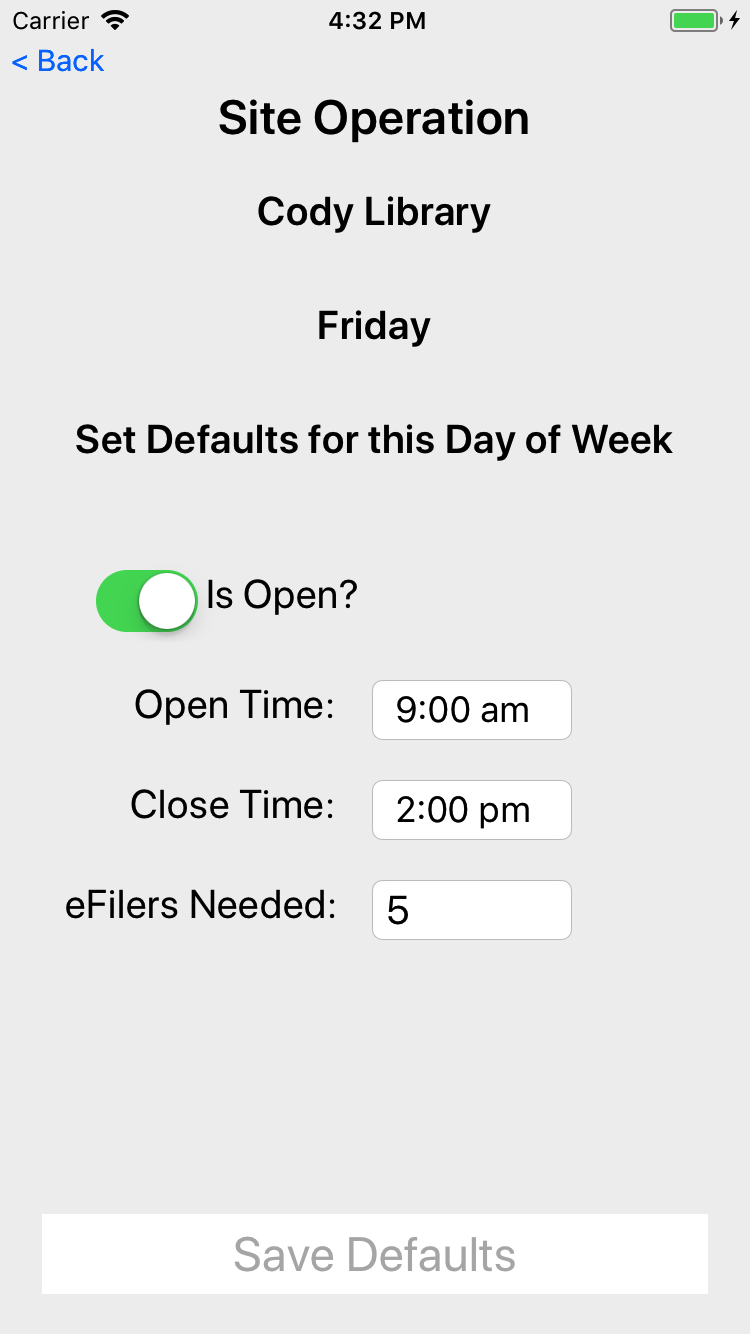 Carrier 4:32 PM
< Back
Site Operation
Cody Library
Friday
Set Defaults for this Day of Week
Is Open?
Open Time: 9:00 am
Close Time: 2:00 pm
eFilers Needed: 5
Save Defaults